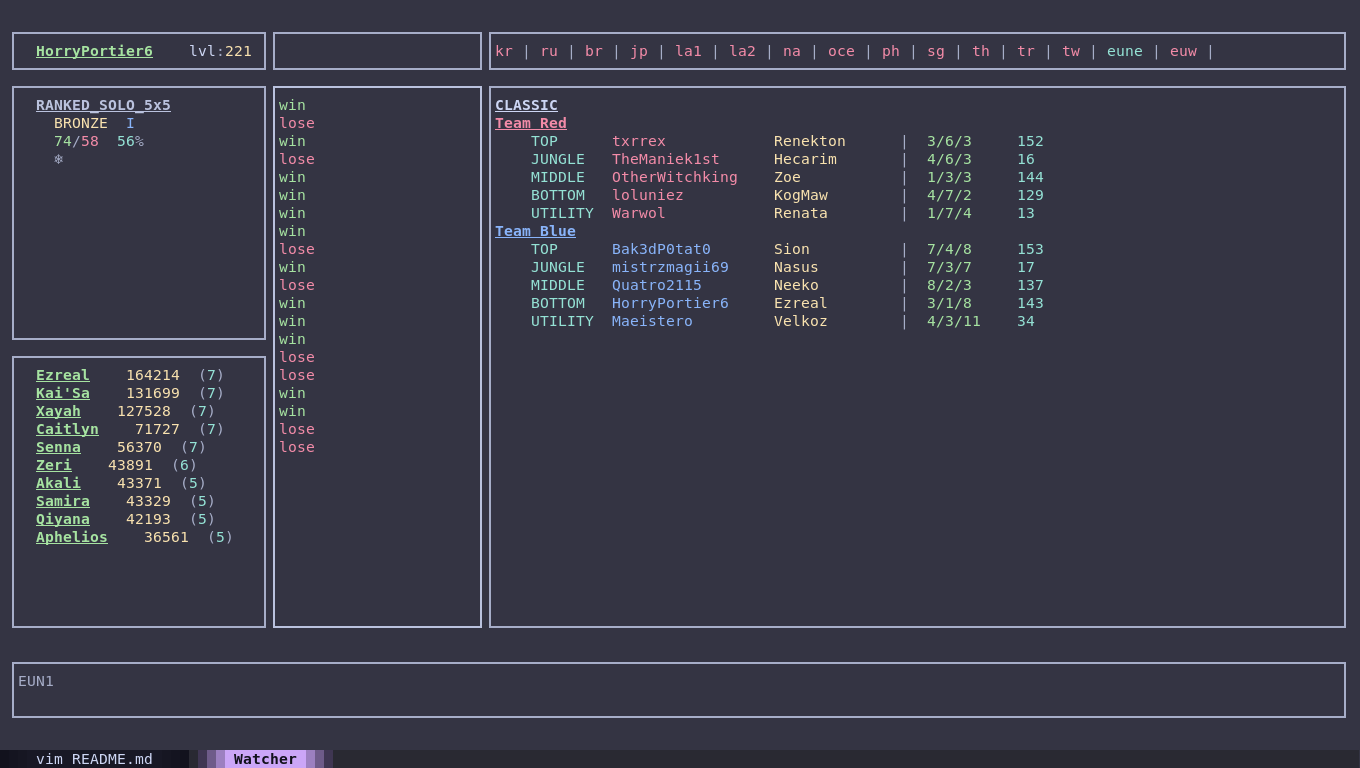 HorryPortier6 lvl:221
kr | ru | br | jp | la1 | la2 | na | oce | ph | sg | th | tr | tw | eune | euw |
RANKED_SOLO_5x5
BRONZE I
74/58 56%
❄
Ezreal 164214 (7)
Kai'Sa 131699 (7)
Xayah 127528 (7)
Caitlyn 71727 (7)
Senna 56370 (7)
Zeri 43891 (6)
Akali 43371 (5)
Samira 43329 (5)
Qiyana 42193 (5)
Aphelios 36561 (5)
win
lose
win
lose
win
win
win
win
lose
win
lose
win
win
win
lose
lose
win
win
lose
lose
CLASSIC
Team Red
TOP txrrex Renekton | 3/6/3 152
JUNGLE TheManiek1st Hecarim | 4/6/3 16
MIDDLE OtherWitchking Zoe | 1/3/3 144
BOTTOM loluniez KogMaw | 4/7/2 129
UTILITY Warwol Renata | 1/7/4 13
Team Blue
TOP Bak3dP0tat0 Sion | 7/4/8 153
JUNGLE mistrzmagii69 Nasus | 7/3/7 17
MIDDLE Quatro2115 Neeko | 8/2/3 137
BOTTOM HorryPortier6 Ezreal | 3/1/8 143
UTILITY Maeistero Velkoz | 4/3/11 34
EUN1
vim README.md Watcher